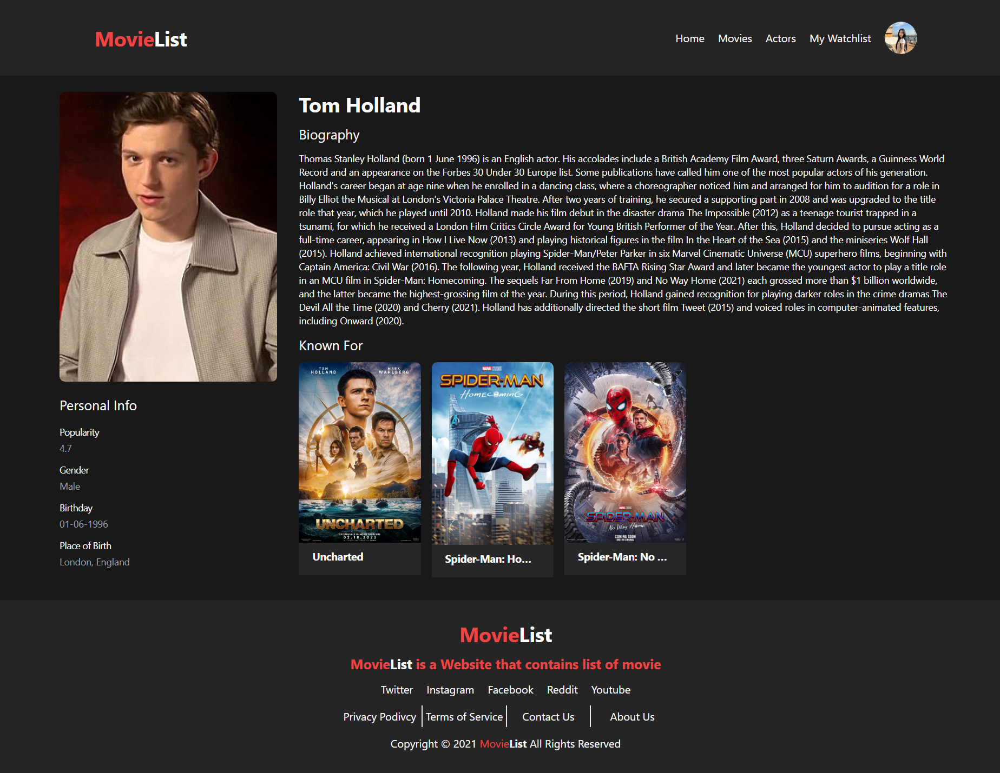 MovieList
Home Movies Actors My Watchlist
Tom Holland
Biography
Thomas Stanley Holland (born 1 June 1996) is an English actor. His accolades include a British Academy Film Award, three Saturn Awards, a Guinness World
Record and an appearance on the Forbes 30 Under 30 Europe list. Some publications have called him one of the most popular actors of his generation.
Holland's career began at age nine when he enrolled in a dancing class, where a choreographer noticed him and arranged for him to audition for a role in
Billy Elliot the Musical at London's Victoria Palace Theatre. After two years of training, he secured a supporting part in 2008 and was upgraded to the title
role that year, which he played until 2010. Holland made his film debut in the disaster drama The Impossible (2012) as a teenage tourist trapped in a
tsunami, for which he received a London Film Critics Circle Award for Young British Performer of the Year. After this, Holland decided to pursue acting as a
full-time career, appearing in How I Live Now (2013) and playing historical figures in the film In the Heart of the Sea (2015) and the miniseries Wolf Hall
(2015). Holland achieved international recognition playing Spider-Man/Peter Parker in six Marvel Cinematic Universe (MCU) superhero films, beginning with
Captain America: Civil War (2016). The following year, Holland received the BAFTA Rising Star Award and later became the youngest actor to play a title role
in an MCU film in Spider-Man: Homecoming. The sequels Far From Home (2019) and No Way Home (2021) each grossed more than $1 billion worldwide,
and the latter became the highest-grossing film of the year. During this period, Holland gained recognition for playing darker roles in the crime dramas The
Devil All the Time (2020) and Cherry (2021). Holland has additionally directed the short film Tweet (2015) and voiced roles in computer-animated features,
including Onward (2020).
Known For
TOM
HOLLAND
MARK
WAHLBERG
UNCHARTED
EXCLUSIVELY IN MOVIE THEATERS
02.18.2022
Uncharted
MARVEL STUDIOS
SPIDER-MAN
HOMECOMING
Spider-Man: Ho...
SPIDER-MAN
No Way Home
COMING SOON
ONLY IN CINEMAS
Spider-Man: No ...
Personal Info
Popularity
4.7
Gender
Male
Birthday
01-06-1996
Place of Birth
London, England
MovieList
MovieList is a Website that contains list of movie
Twitter Instagram Facebook Reddit Youtube
Privacy Podivcy Terms of Service Contact Us About Us
Copyright © 2021 MovieList All Rights Reserved